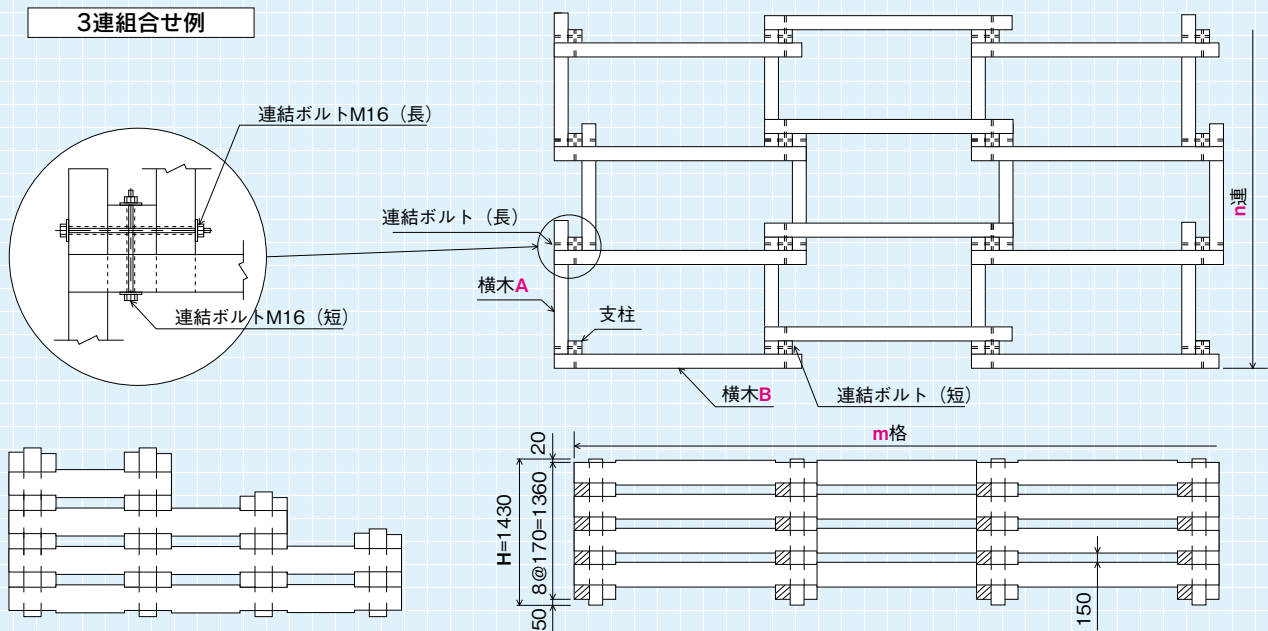 3連組合せ例
連結ボルトM16（長）
連結ボルト（長）
連結ボルトM16（短）
横木A
支柱
横木B
連結ボルト（短）
n連
m格
20
H=1430
8@170=1360
50
150